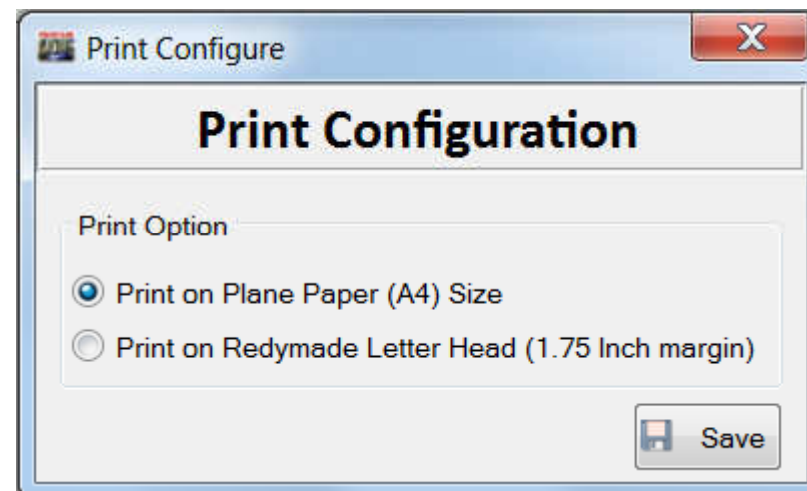 Print Configure
X
Print Configuration
Print Option
Print on Plane Paper (A4) Size
Print on Redymade Letter Head (1.75 Inch margin)
Save